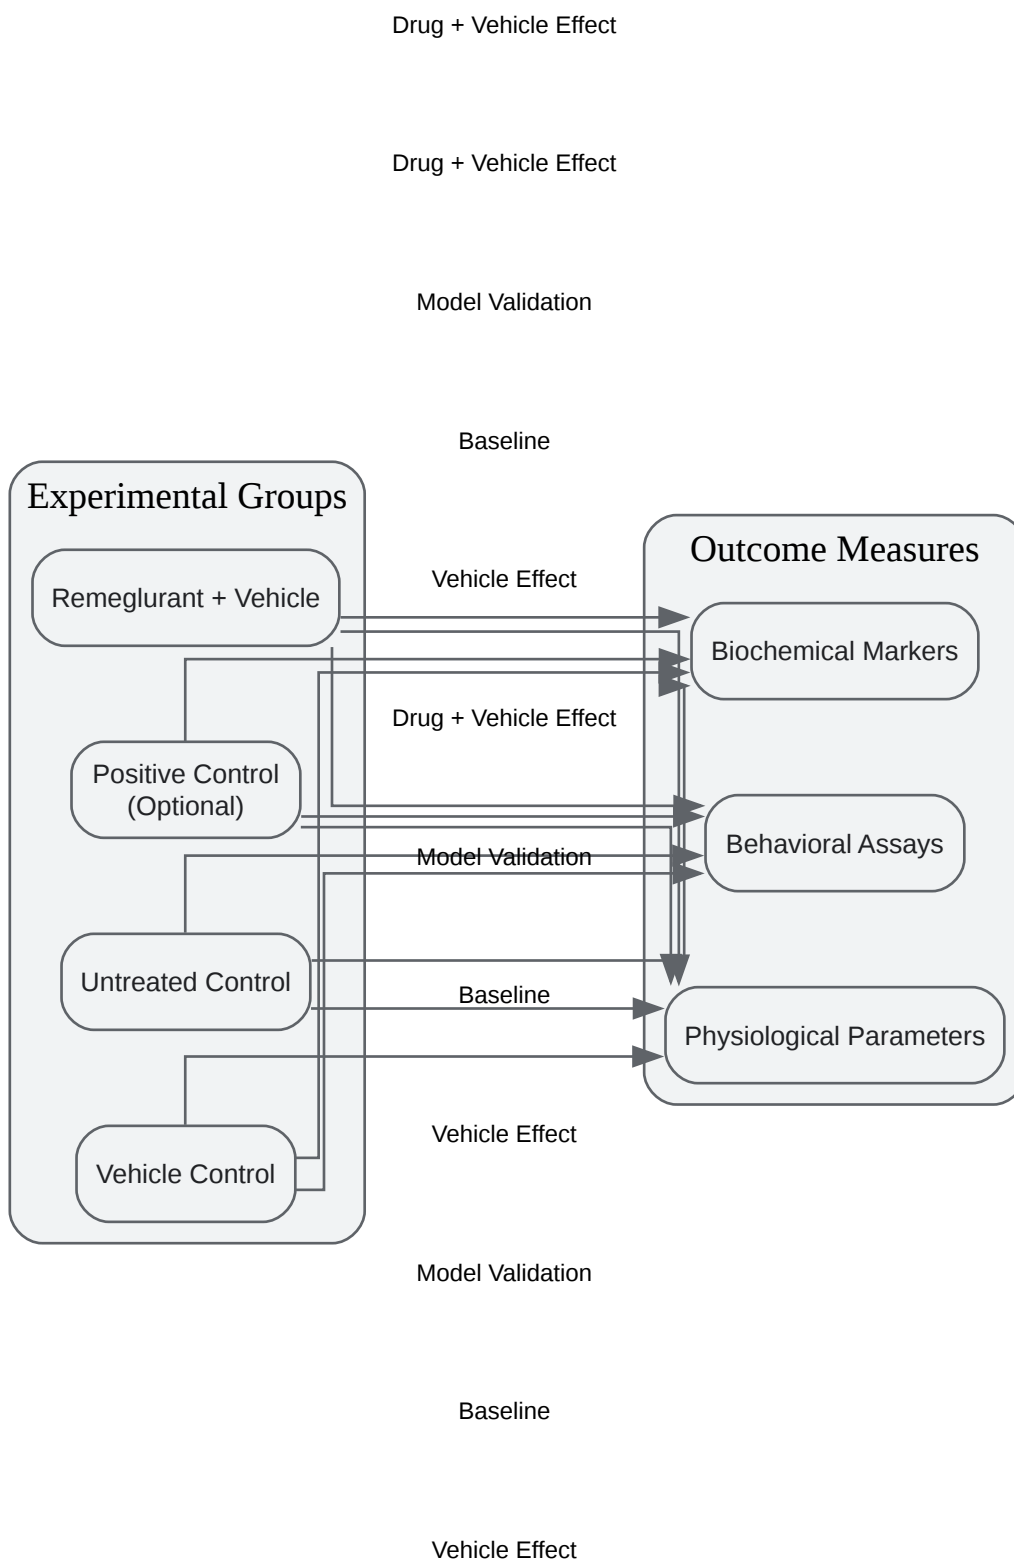 Drug + Vehicle Effect
Drug + Vehicle Effect
Model Validation
Baseline
Experimental Groups
Outcome Measures
Vehicle Effect
Remeglurant + Vehicle
Biochemical Markers
Drug + Vehicle Effect
Positive Control
(Optional)
Behavioral Assays
Model Validation
Untreated Control
Baseline
Physiological Parameters
Vehicle Effect
Vehicle Control
Model Validation
Baseline
Vehicle Effect